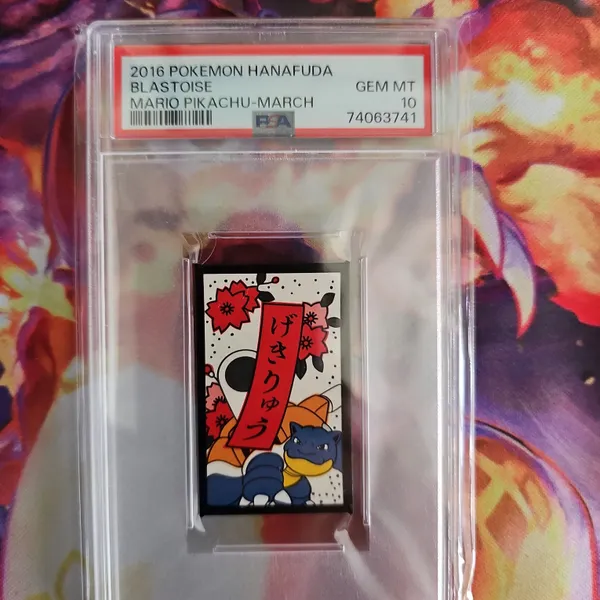 2016 POKEMON HANAFUDA
BLASTOISE GEM MT
MARIO PIKACHU-MARCH 10
PSA 74063741
げきりゅう